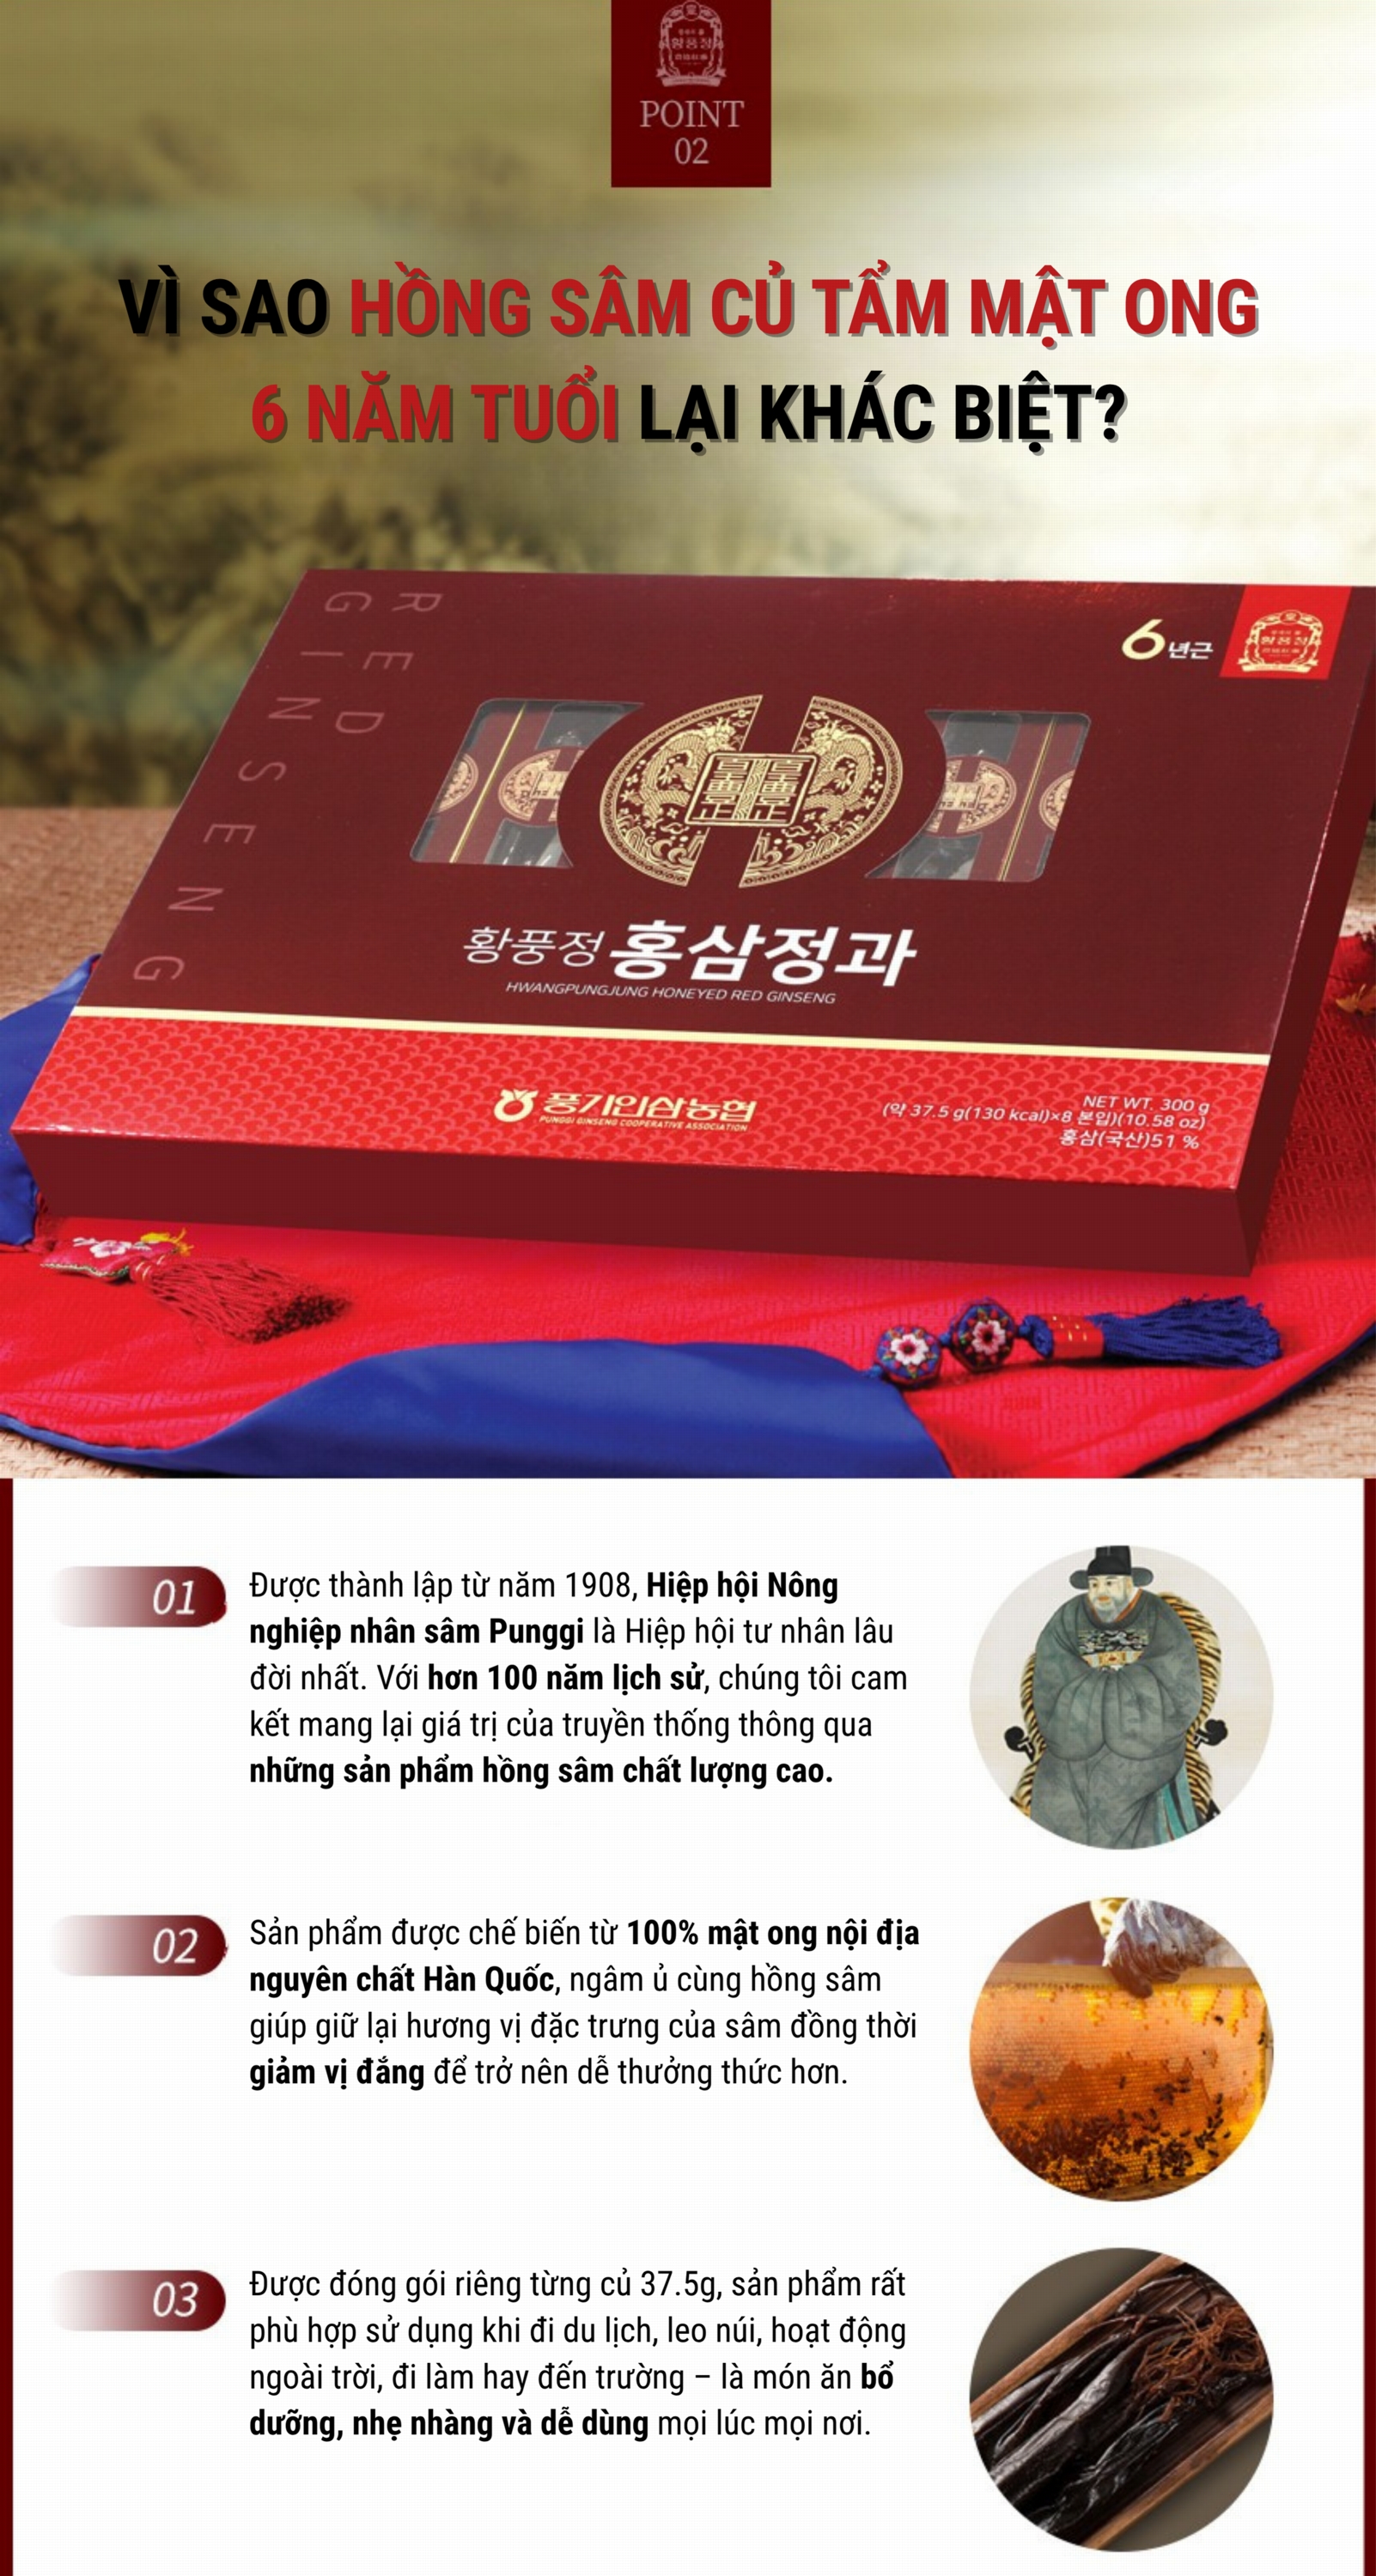 황풍정
POINT
02
VÌ SAO HỒNG SÂM CỦ TẨM MẬT ONG
6 NĂM TUỔI LẠI KHÁC BIỆT?
RED
GINSENG
6년근
황풍정
황풍정 홍삼정과
HWANGPUNGJUNG HONEYED RED GINSENG
풍기인삼농협
PUNGGI GINSENG COOPERATIVE ASSOCIATION
NET WT. 300 g
(약 37.5 g(130 kcal)×8 본입)(10.58 oz)
홍삼(국산)51 %
01
Được thành lập từ năm 1908, Hiệp hội Nông
nghiệp nhân sâm Punggi là Hiệp hội tư nhân lâu
đời nhất. Với hơn 100 năm lịch sử, chúng tôi cam
kết mang lại giá trị của truyền thống thông qua
những sản phẩm hồng sâm chất lượng cao.
02
Sản phẩm được chế biến từ 100% mật ong nội địa
nguyên chất Hàn Quốc, ngâm ủ cùng hồng sâm
giúp giữ lại hương vị đặc trưng của sâm đồng thời
giảm vị đắng để trở nên dễ thưởng thức hơn.
03
Được đóng gói riêng từng củ 37.5g, sản phẩm rất
phù hợp sử dụng khi đi du lịch, leo núi, hoạt động
ngoài trời, đi làm hay đến trường – là món ăn bổ
dưỡng, nhẹ nhàng và dễ dùng mọi lúc mọi nơi.